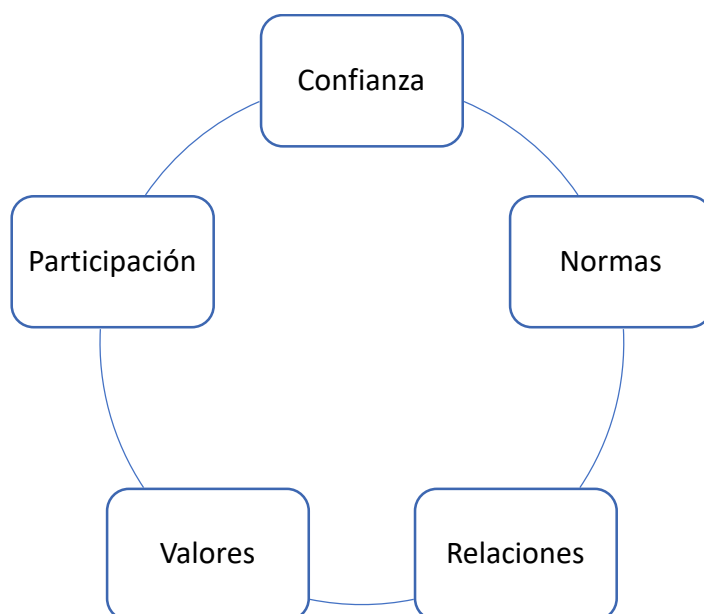 Confianza
Normas
Relaciones
Valores
Participación